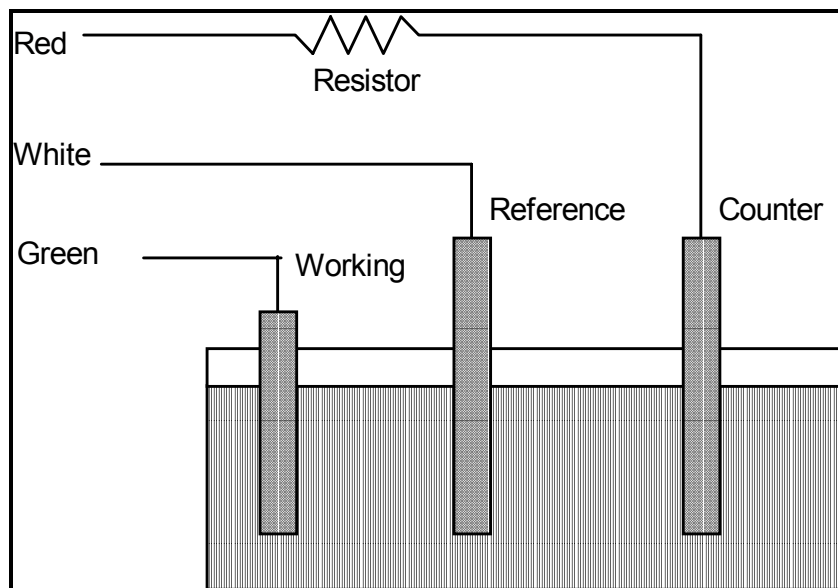 Red
Resistor
White
Reference
Counter
Green
Working